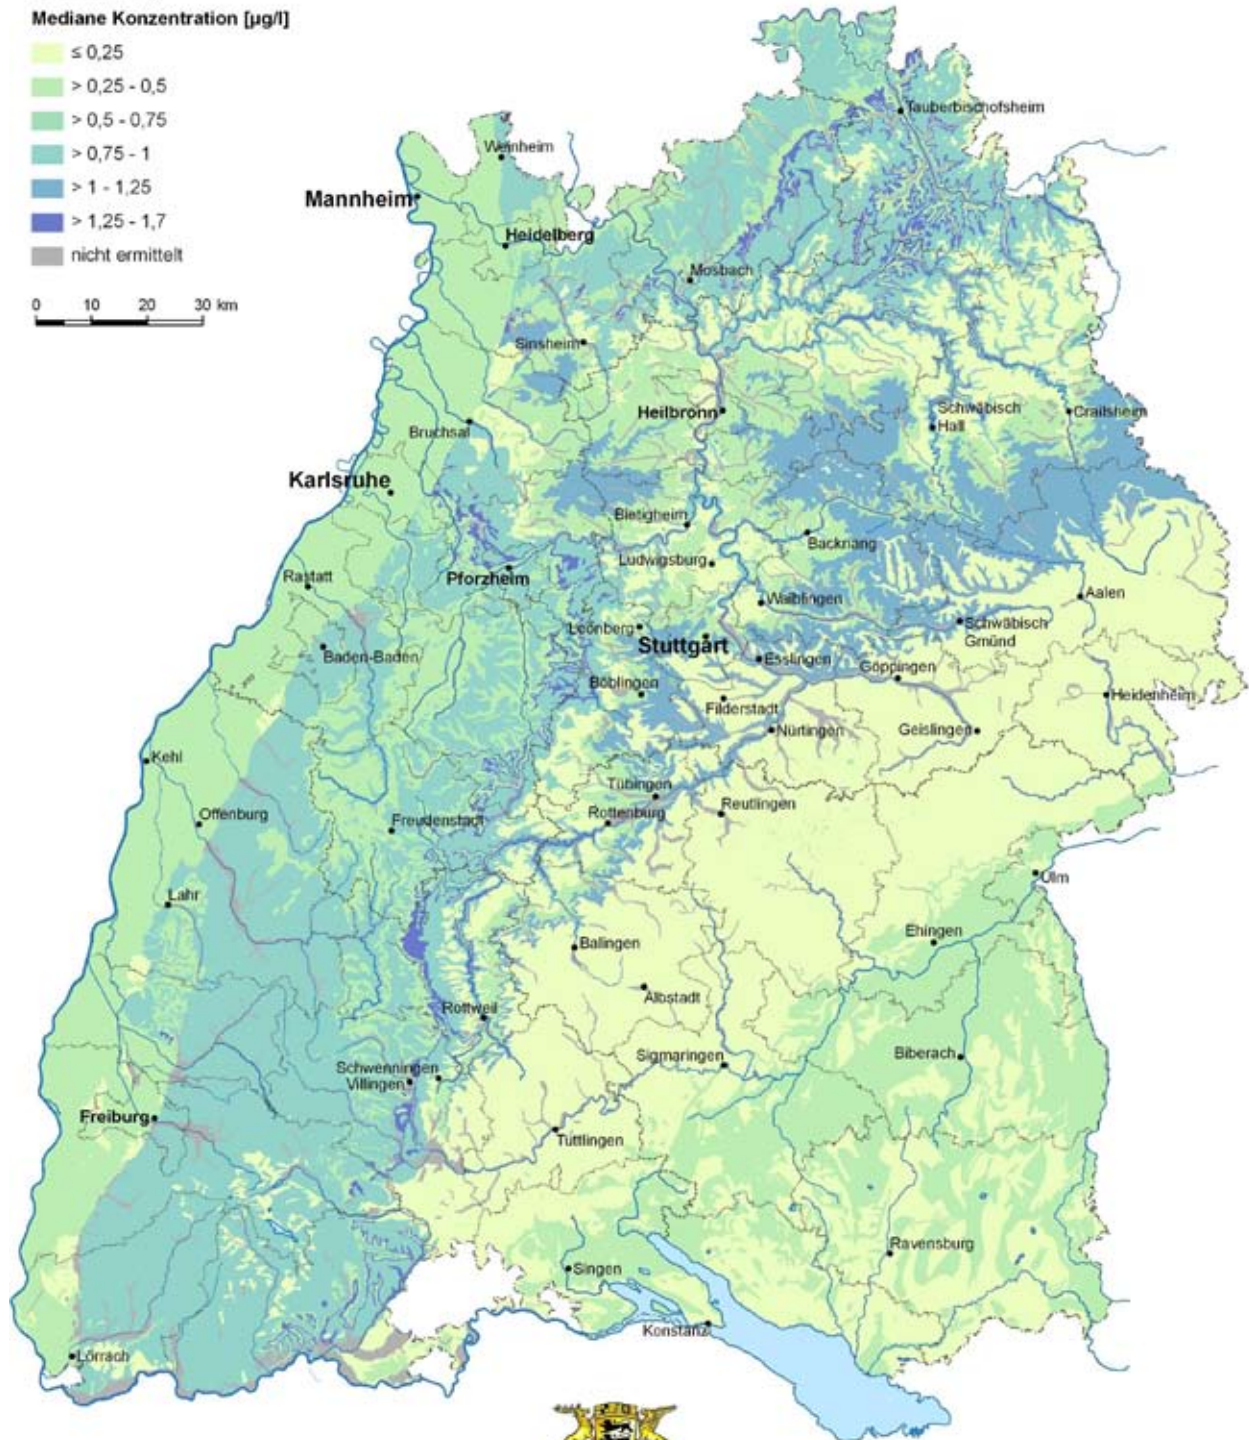 Mediane Konzentration [µg/l]
≤ 0,25
> 0,25 - 0,5
> 0,5 - 0,75
> 0,75 - 1
> 1 - 1,25
> 1,25 - 1,7
nicht ermittelt
0 10 20 30 km
Tauberbischofsheim
Weinheim
Mannheim
Heidelberg
Mosbach
Sinsheim
Heilbronn
Schwäbisch
Hall
Crailsheim
Bruchsal
Karlsruhe
Bietigheim
Backnang
Ludwigsburg
Pforzheim
Rastatt
Waiblingen
Aalen
Leonberg
Schwäbisch
Gmünd
Stuttgart
Baden-Baden
Esslingen
Göppingen
Böblingen
Filderstadt
Heidenheim
Nürtingen
Geislingen
Kehl
Tübingen
Reutlingen
Offenburg
Rottenburg
Freudenstadt
Ulm
Lahr
Ehingen
Balingen
Albstadt
Rottweil
Sigmaringen
Biberach
Schwenningen
Villingen
Freiburg
Tuttlingen
Ravensburg
Singen
Konstanz
Lörrach